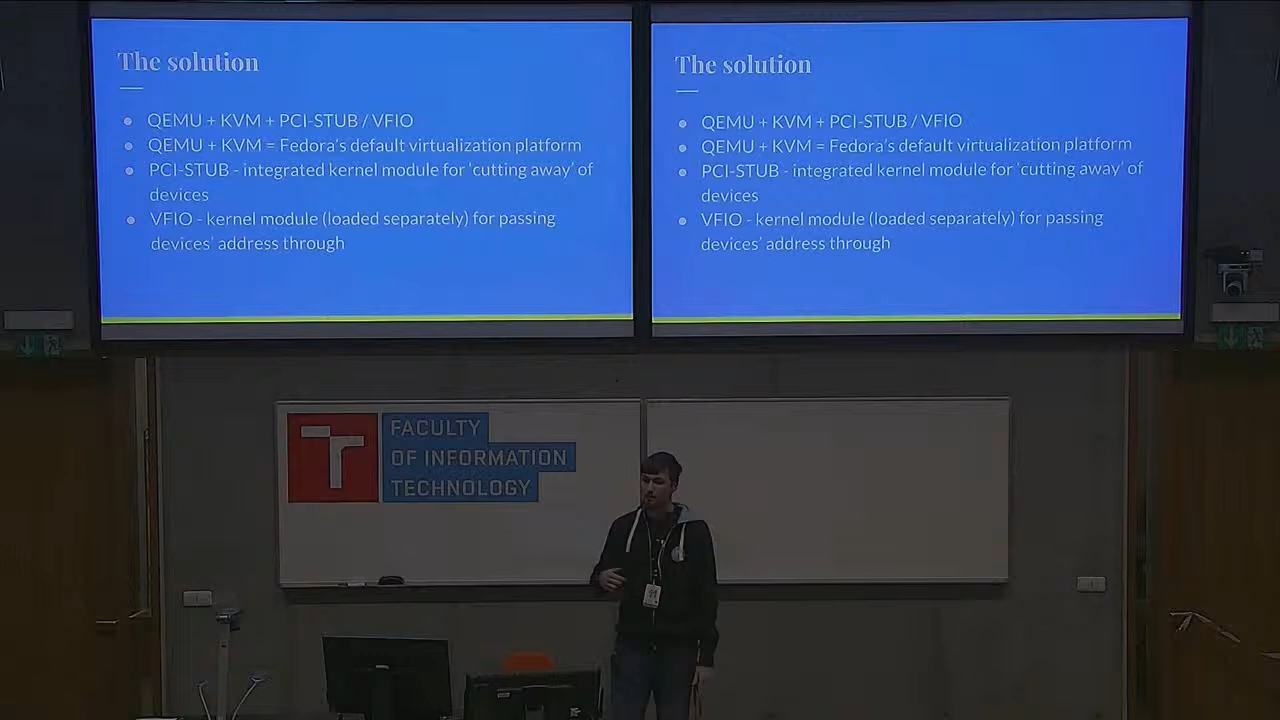 The solution
QEMU + KVM + PCI-STUB / VFIO
QEMU + KVM = Fedora's default virtualization platform
PCI-STUB - integrated kernel module for 'cutting away' of
devices
VFIO - kernel module (loaded separately) for passing
devices' address through
The solution
QEMU + KVM + PCI-STUB / VFIO
QEMU + KVM = Fedora's default virtualization platform
PCI-STUB - integrated kernel module for 'cutting away' of
devices
VFIO - kernel module (loaded separately) for passing
devices' address through
T
FACULTY
OF INFORMATION
TECHNOLOGY